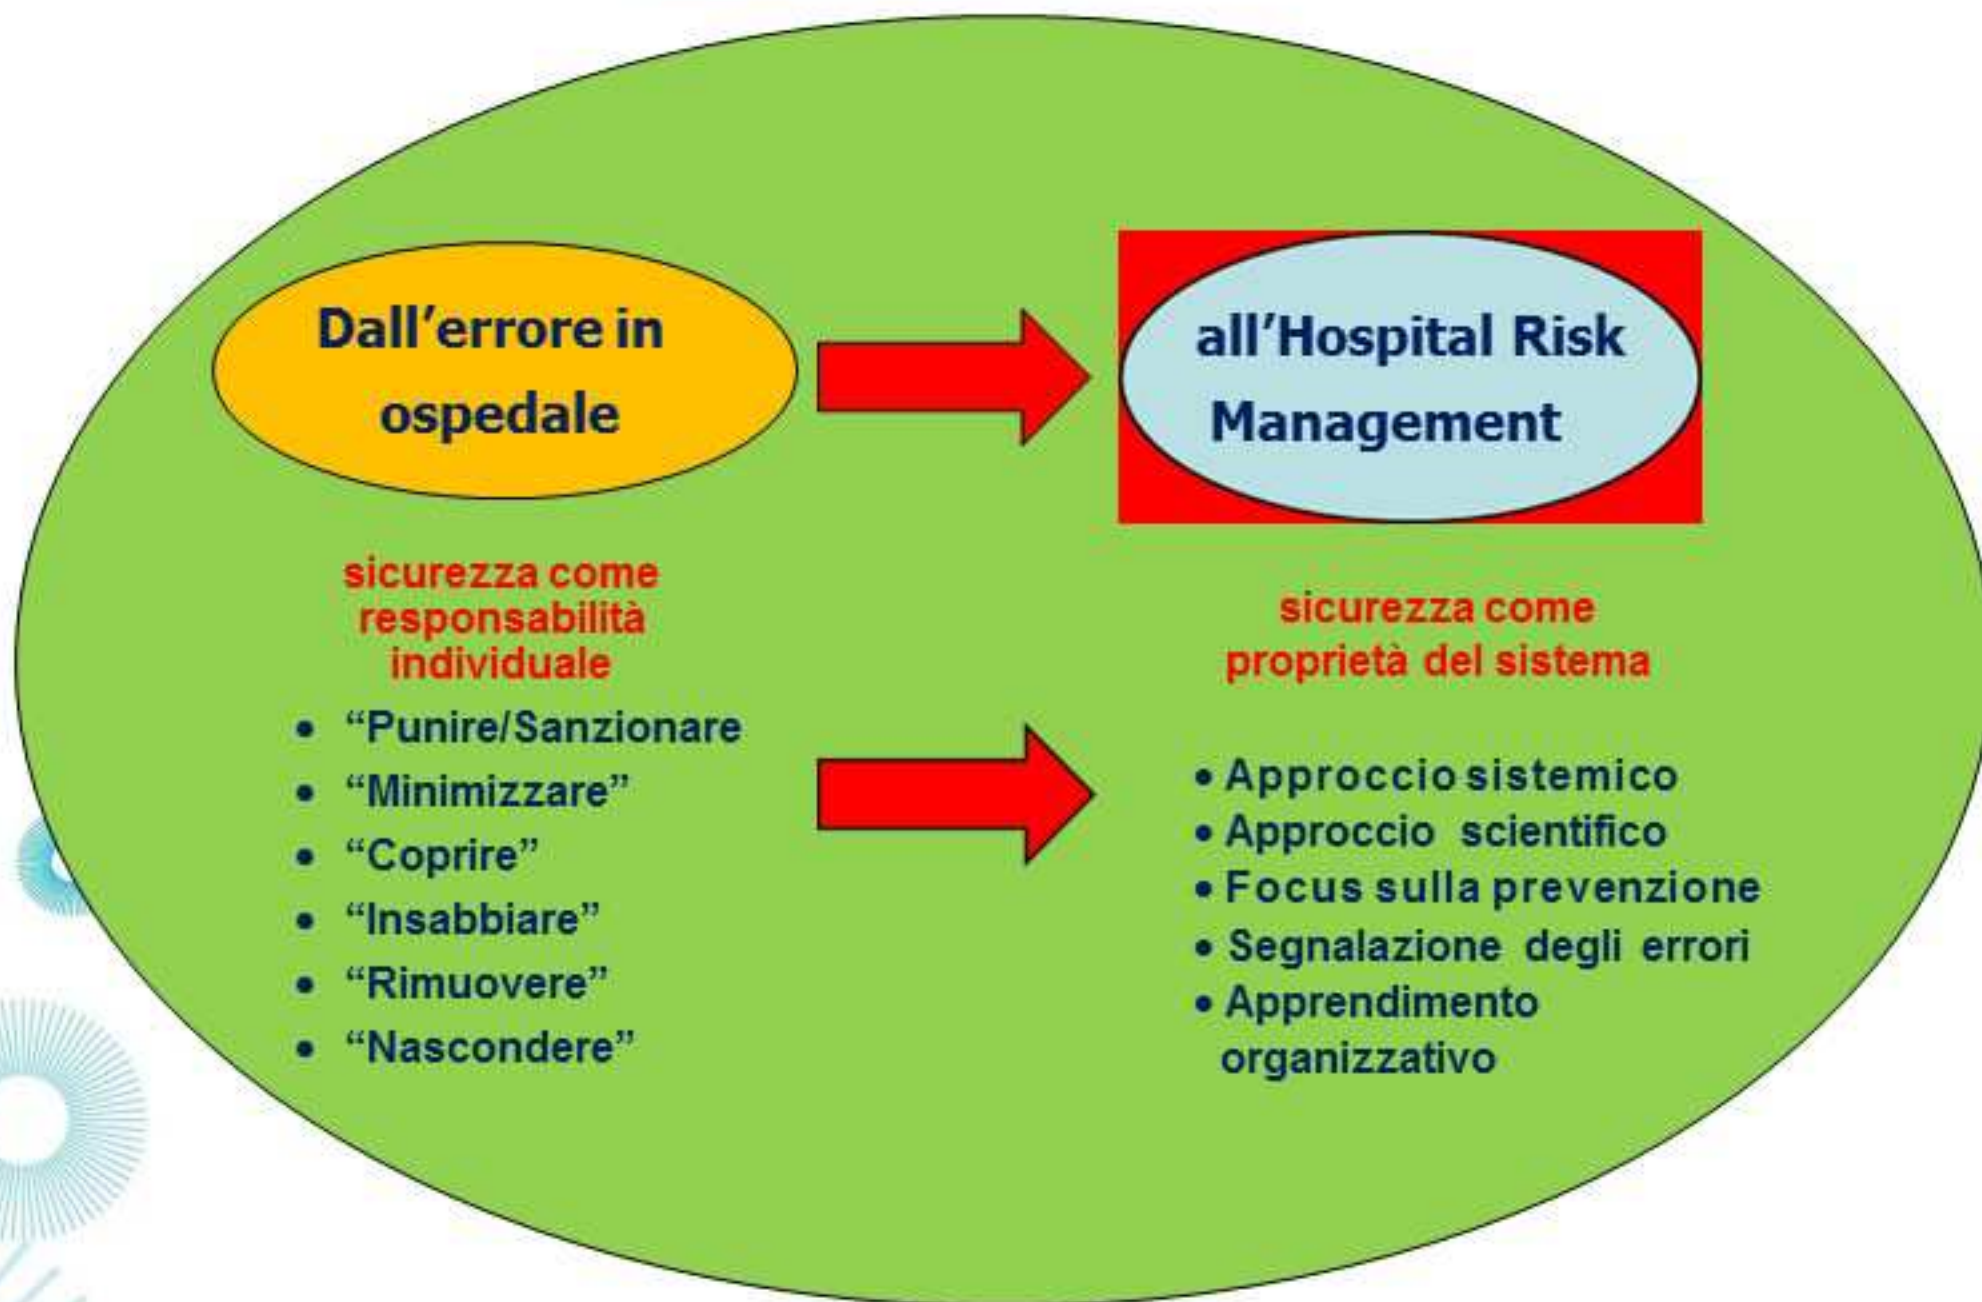 Dall’errore in
ospedale
all’Hospital Risk
Management
sicurezza come
responsabilità
individuale
• “Punire/Sanzionare
• “Minimizzare”
• “Coprire”
• “Insabbiare”
• “Rimuovere”
• “Nascondere”
sicurezza come
proprietà del sistema
• Approccio sistemico
• Approccio scientifico
• Focus sulla prevenzione
• Segnalazione degli errori
• Apprendimento
organizzativo